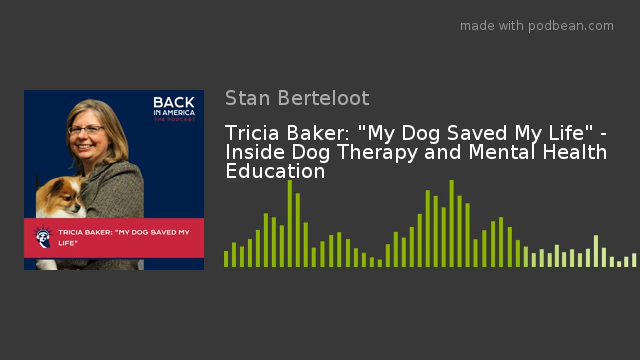 made with podbean.com
BACK
IN AMERICA
THE PODCAST
TRICIA BAKER: "MY DOG SAVED MY
LIFE"
Stan Berteloot
Tricia Baker: "My Dog Saved My Life" -
Inside Dog Therapy and Mental Health
Education